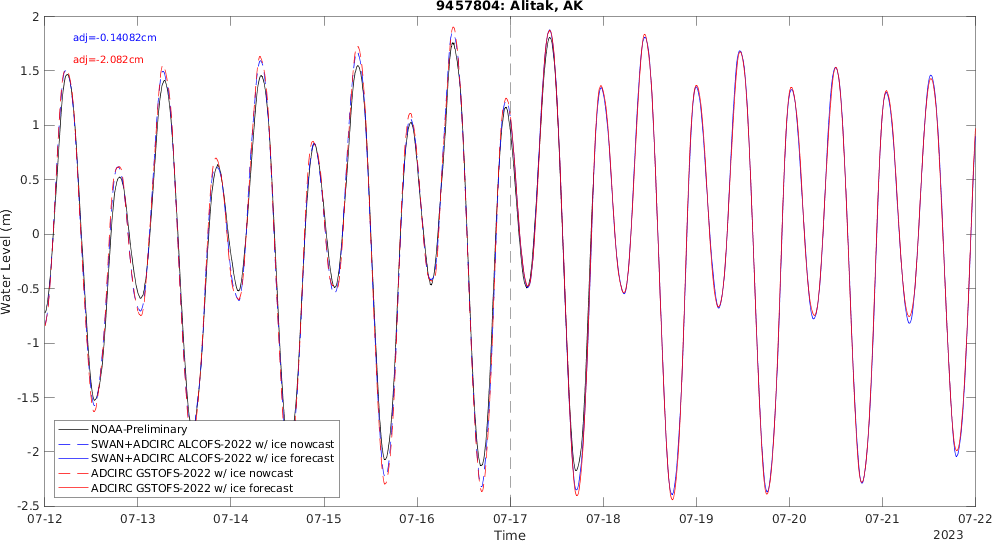 9457804: Alitak, AK
adj=-0.14082cm
adj=-2.082cm
2
1.5
1
0.5
0
-0.5
-1
-1.5
-2
-2.5
Water Level (m)
NOAA-Preliminary
SWAN+ADCIRC ALCOFS-2022 w/ ice nowcast
SWAN+ADCIRC ALCOFS-2022 w/ ice forecast
ADCIRC GSTOFS-2022 w/ ice nowcast
ADCIRC GSTOFS-2022 w/ ice forecast
07-12 07-13 07-14 07-15 07-16 07-17 07-18 07-19 07-20 07-21 07-22
Time
2023